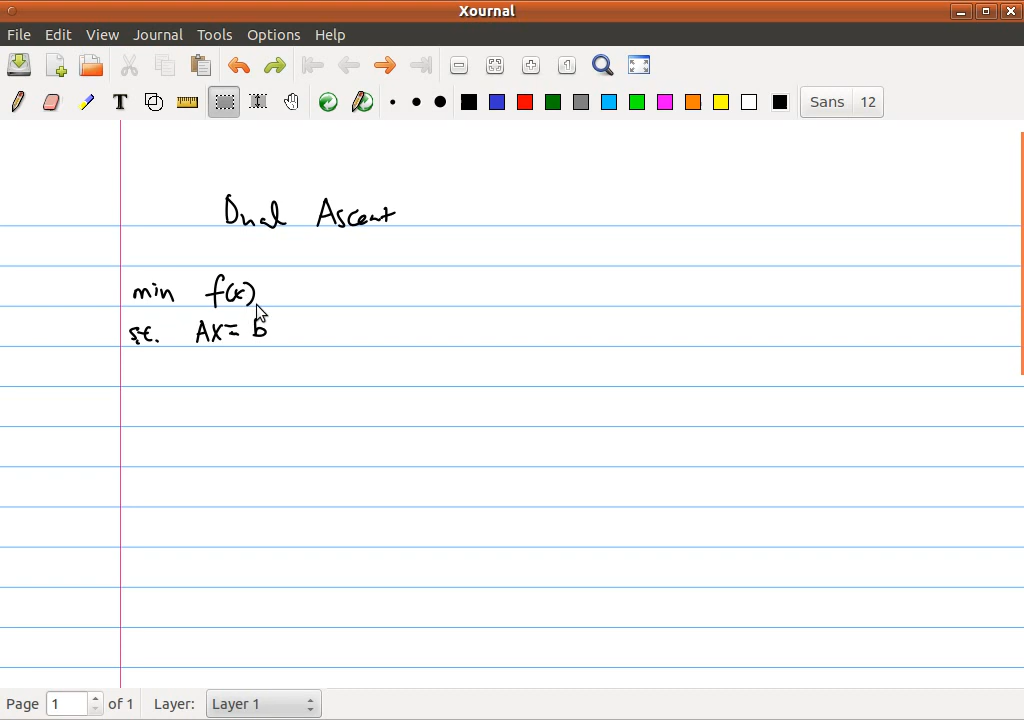 Xournal
File Edit View Journal Tools Options Help
T 1 Sans 12
Dual Ascent
min f(x)
s.t. Ax = b
Page 1 of 1 Layer: Layer 1